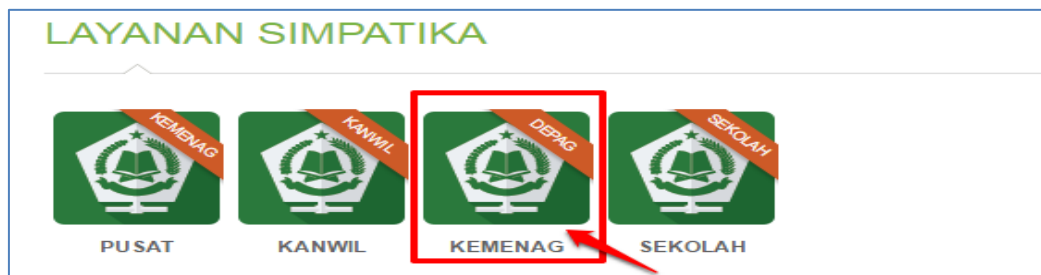 LAYANAN SIMPATIKA
KEMENAG KANWIL DEPAG SEKOLAH
PUSAT KANWIL KEMENAG SEKOLAH